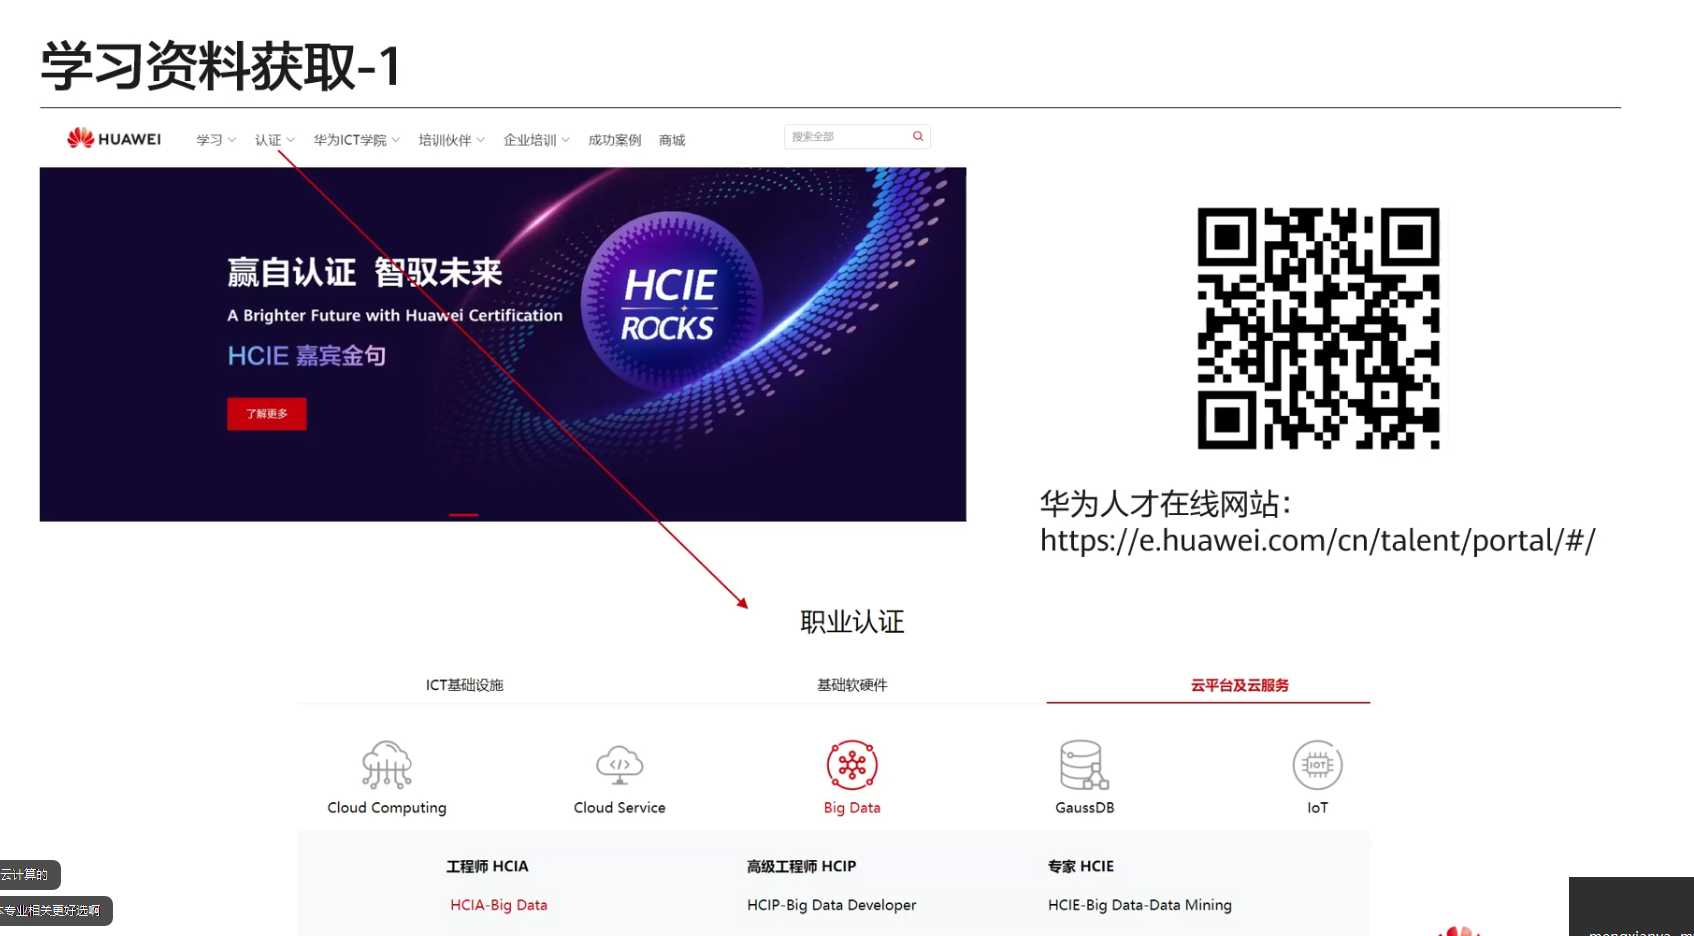 学习资料获取-1
HUAWEI 学习 认证 华为ICT学院 培训伙伴 企业培训 成功案例 商城 搜索全部
赢自认证 智驭未来
A Brighter Future with Huawei Certification
HCIE 嘉宾金句
了解更多
HCIE
ROCKS
华为人才在线网站：
https://e.huawei.com/cn/talent/portal/#/
职业认证
ICT基础设施 基础软硬件 云平台及云服务
IOT
Cloud Computing Cloud Service Big Data GaussDB IoT
工程师 HCIA 高级工程师 HCIP 专家 HCIE
HCIA-Big Data HCIP-Big Data Developer HCIE-Big Data-Data Mining
云计算的
专业相关更好选啊